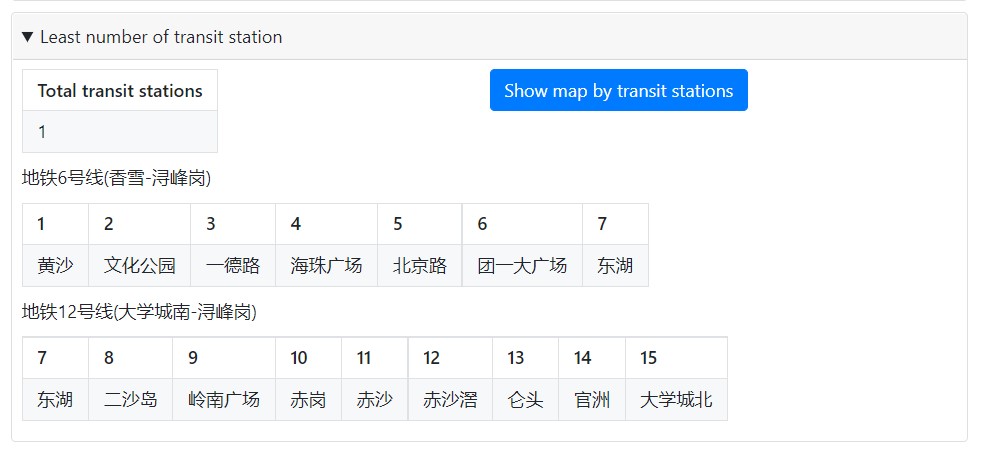 Least number of transit station
Total transit stations
Show map by transit stations
1
地铁6号线(香雪-浔峰岗)
1 2 3 4 5 6 7
黄沙 文化公园 一德路 海珠广场 北京路 团一大广场 东湖
地铁12号线(大学城南-浔峰岗)
7 8 9 10 11 12 13 14 15
东湖 二沙岛 岭南广场 赤岗 赤沙 赤沙滘 仑头 官洲 大学城北